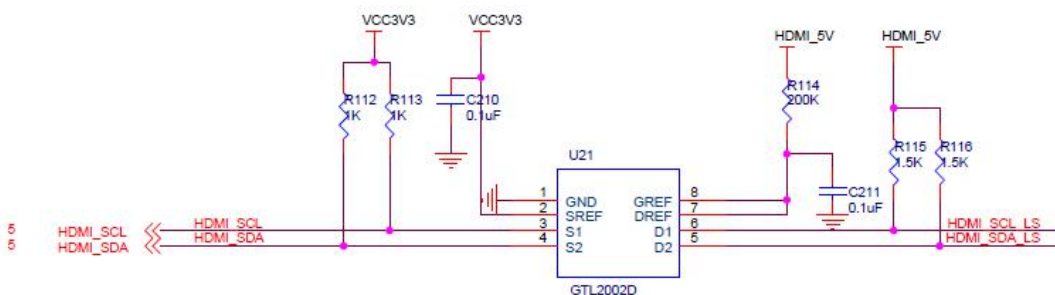 VCC3V3
VCC3V3
HDMI_5V
HDMI_5V
R112
1K
R113
1K
C210
0.1uF
R114
200K
R115
1.5K
R116
1.5K
C211
0.1uF
U21
1
GND
GREF
8
2
SREF
DREF
7
3
S1
D1
6
4
S2
D2
5
GTL2002D
5
HDMI_SCL
HDMI_SCL
HDMI_SCL_LS
5
HDMI_SDA
HDMI_SDA
HDMI_SDA_LS